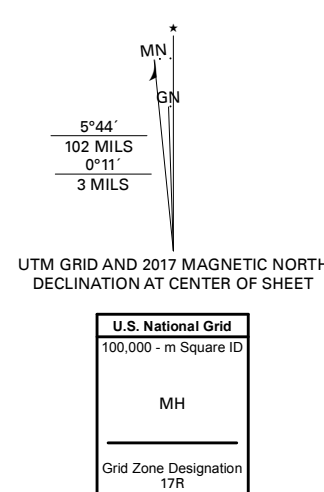 ★
MN
GN
5°44´
102 MILS
0°11´
3 MILS
UTM GRID AND 2017 MAGNETIC NORTH
DECLINATION AT CENTER OF SHEET
U.S. National Grid
100,000 - m Square ID
MH
Grid Zone Designation
17R